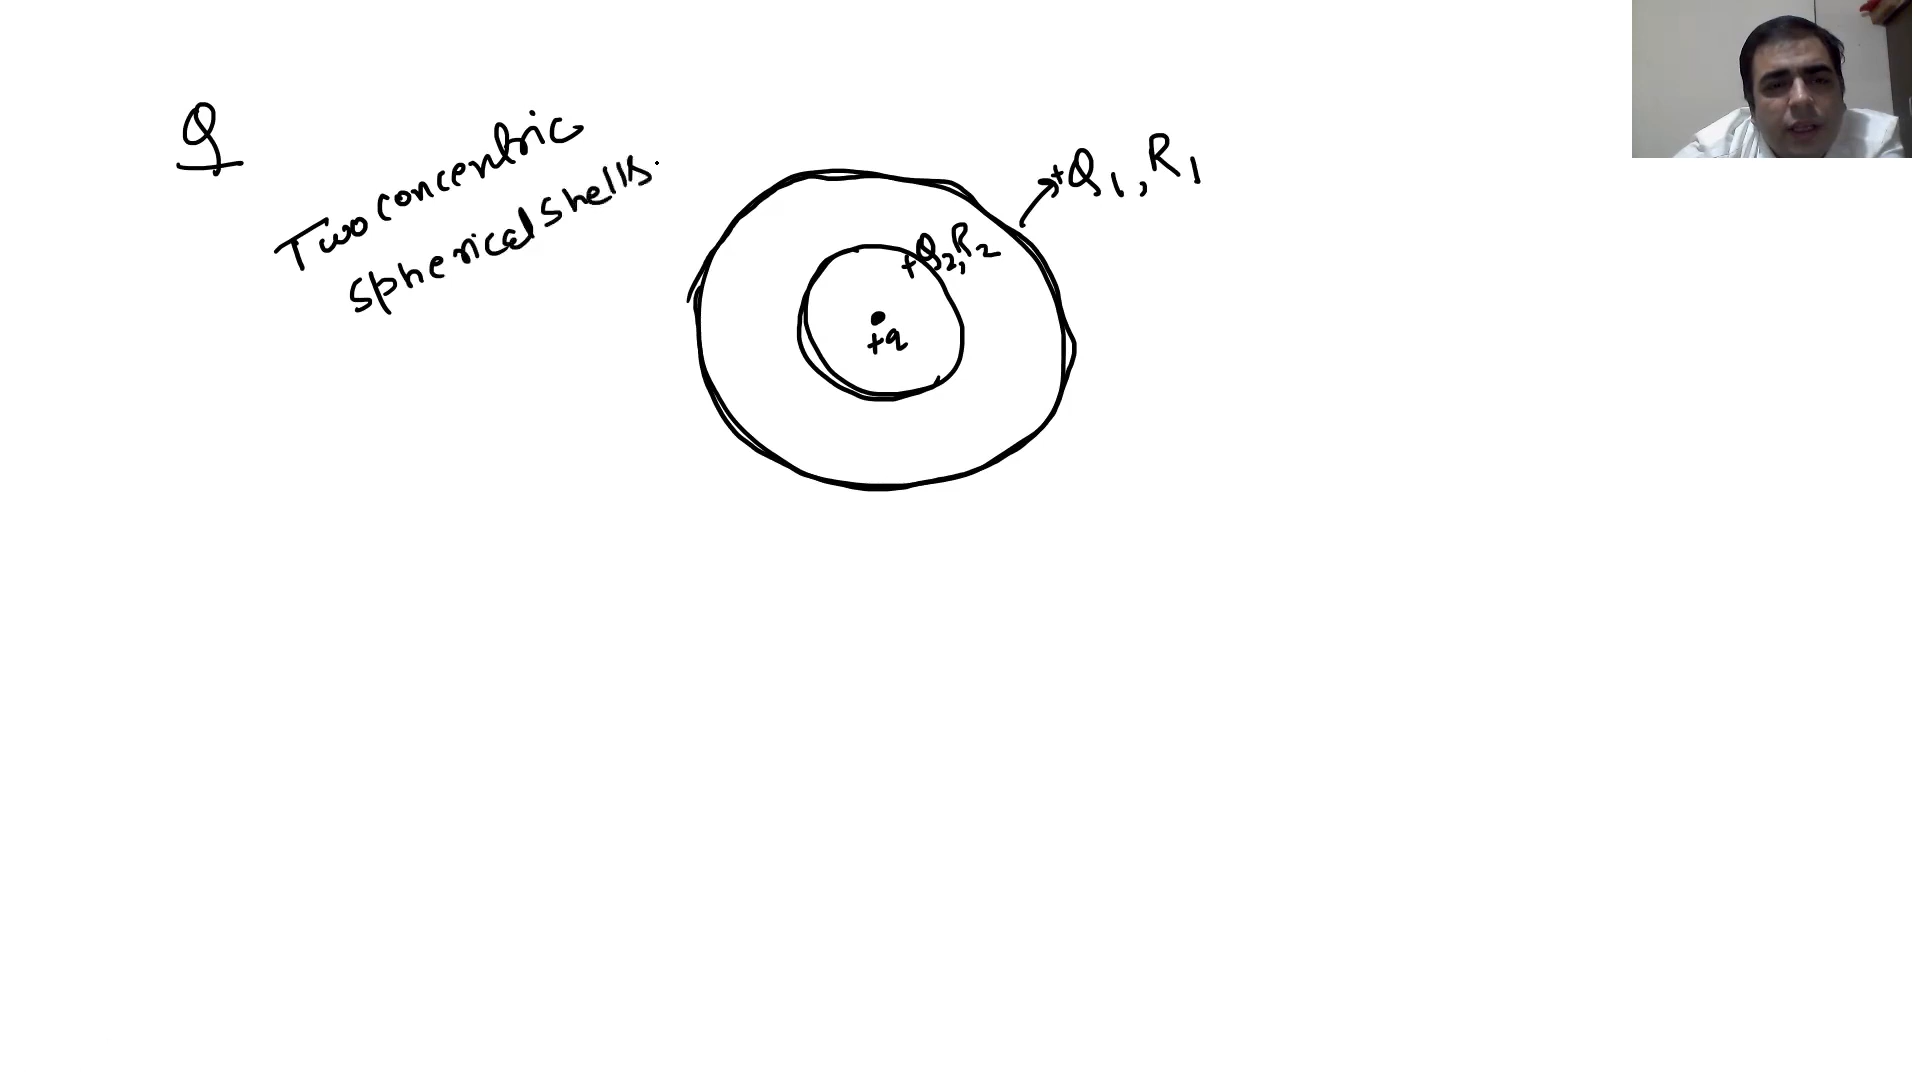 Q
Two concentric
spherical shells.
+Q1, R1
+Q2, R2
+q